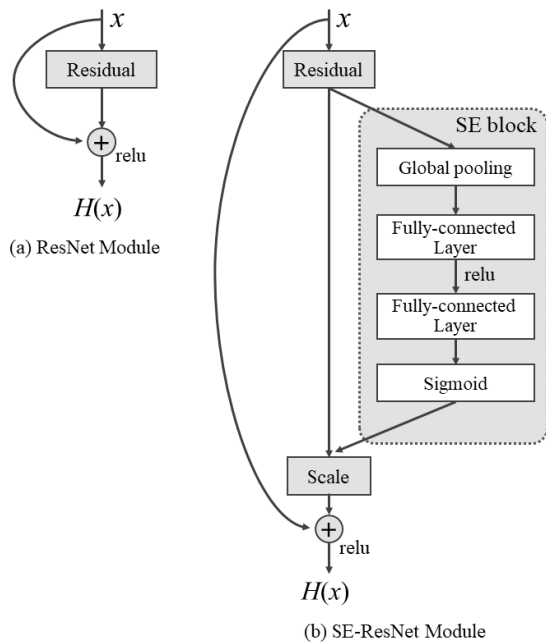 x
Residual
+
relu
H(x)
(a) ResNet Module
x
Residual
SE block
Global pooling
Fully-connected
Layer
relu
Fully-connected
Layer
Sigmoid
Scale
+
relu
H(x)
(b) SE-ResNet Module